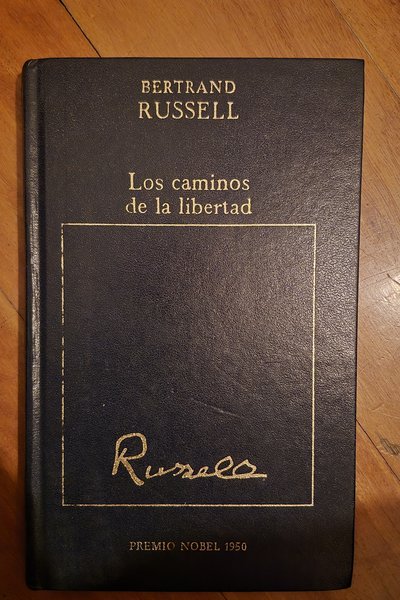 BERTRAND
RUSSELL
Los caminos
de la libertad
Russell
PREMIO NOBEL 1950